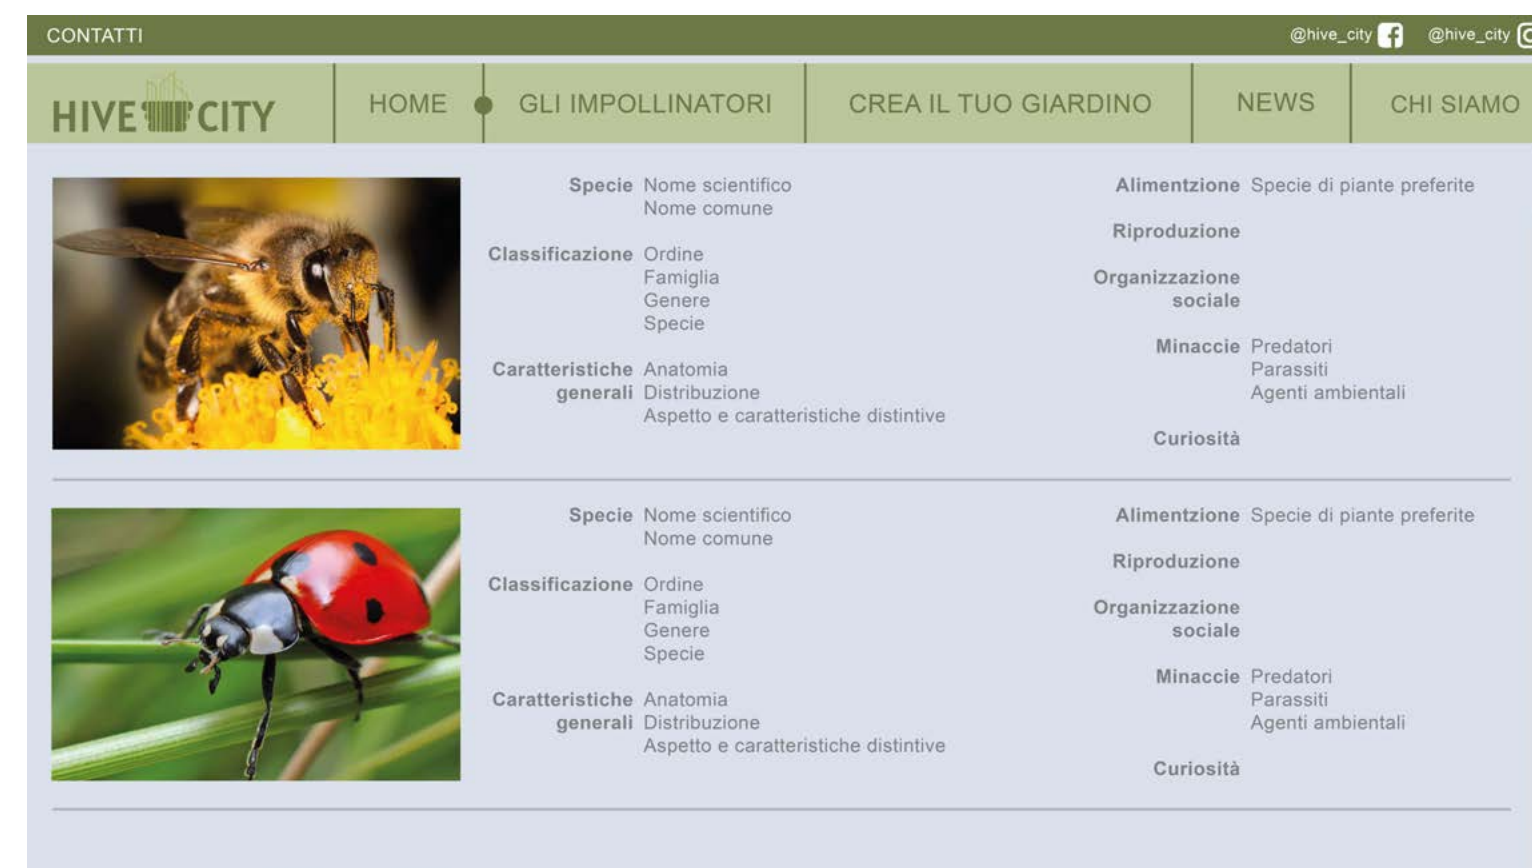 CONTATTI
@hive_city
@hive_city
HIVE CITY
HOME
GLI IMPOLLINATORI
CREA IL TUO GIARDINO
NEWS
CHI SIAMO
Specie Nome scientifico
Nome comune
Classificazione Ordine
Famiglia
Genere
Specie
Caratteristiche Anatomia
generali Distribuzione
Aspetto e caratteristiche distintive
Alimentzione Specie di piante preferite
Riproduzione
Organizzazione
sociale
Minaccie Predatori
Parassiti
Agenti ambientali
Curiosità
Specie Nome scientifico
Nome comune
Classificazione Ordine
Famiglia
Genere
Specie
Caratteristiche Anatomia
generali Distribuzione
Aspetto e caratteristiche distintive
Alimentzione Specie di piante preferite
Riproduzione
Organizzazione
sociale
Minaccie Predatori
Parassiti
Agenti ambientali
Curiosità